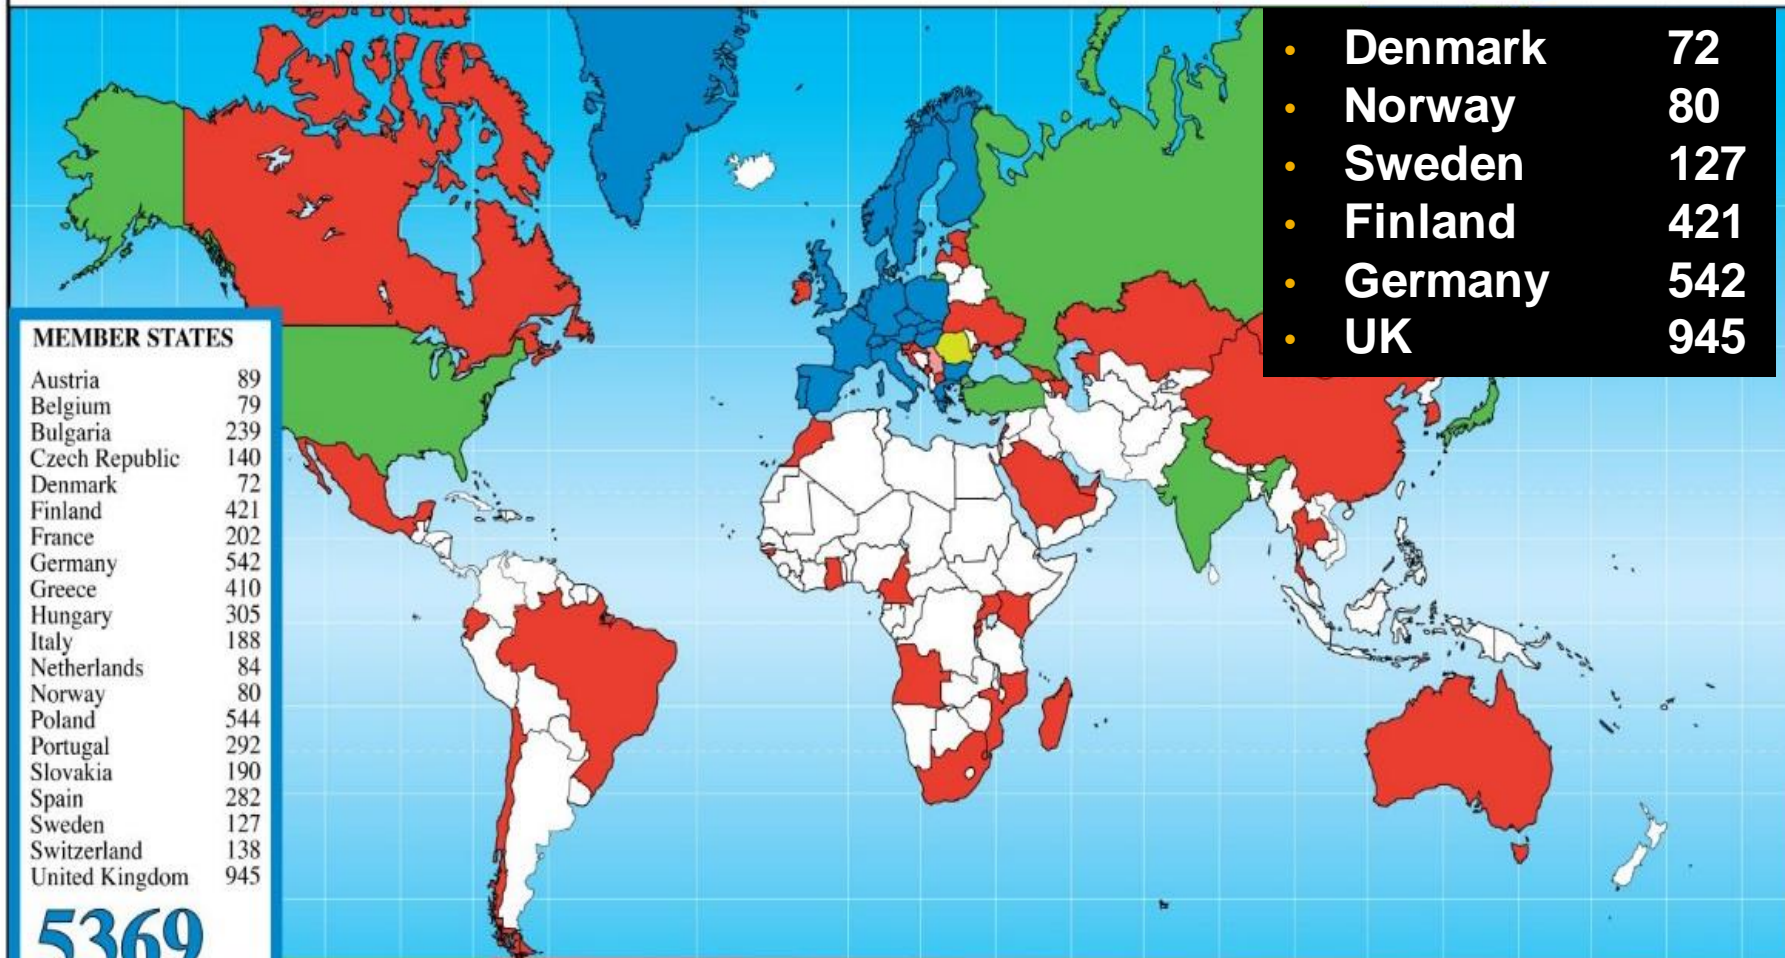 • Denmark 72
• Norway 80
• Sweden 127
• Finland 421
• Germany 542
• UK 945
MEMBER STATES
Austria 89
Belgium 79
Bulgaria 239
Czech Republic 140
Denmark 72
Finland 421
France 202
Germany 542
Greece 410
Hungary 305
Italy 188
Netherlands 84
Norway 80
Poland 544
Portugal 292
Slovakia 190
Spain 282
Sweden 127
Switzerland 138
United Kingdom 945
5369